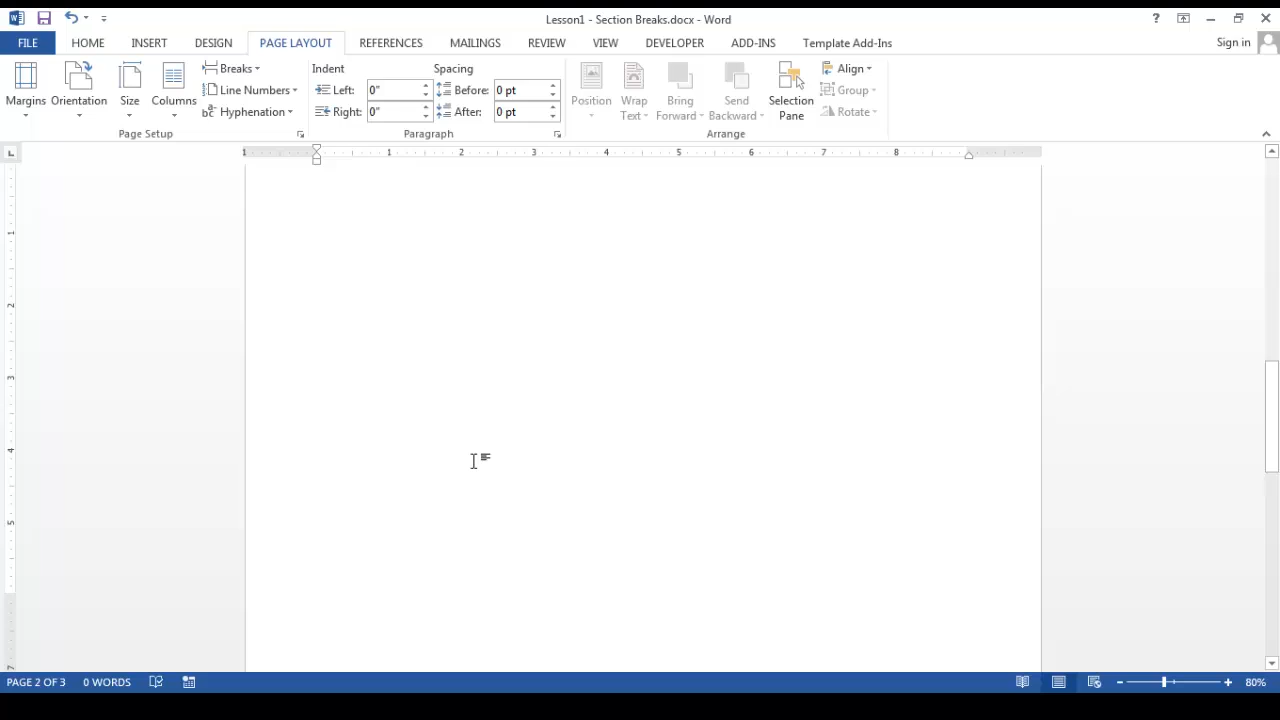 Lesson1 - Section Breaks.docx - Word
?
Sign in
FILE HOME INSERT DESIGN PAGE LAYOUT REFERENCES MAILINGS REVIEW VIEW DEVELOPER ADD-INS Template Add-Ins
Margins
Orientation
Size
Columns
Breaks
Line Numbers
Hyphenation
Page Setup
Indent
Left: 0"
Right: 0"
Spacing
Before: 0 pt
After: 0 pt
Paragraph
Position
Wrap
Text
Bring
Forward
Send
Backward
Selection
Pane
Align
Group
Rotate
Arrange
1 1 2 3 4 5 6 7 8
1
2
3
4
5
7
PAGE 2 OF 3 0 WORDS 80%